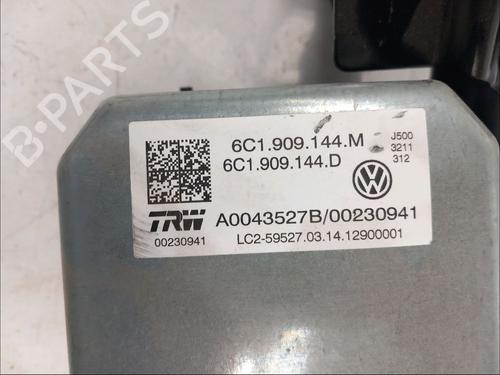 B-PARTS
6C1.909.144.M
6C1.909.144.D
J500
3211
312
TRW
A0043527B/00230941
00230941
LC2-59527.03.14.12900001